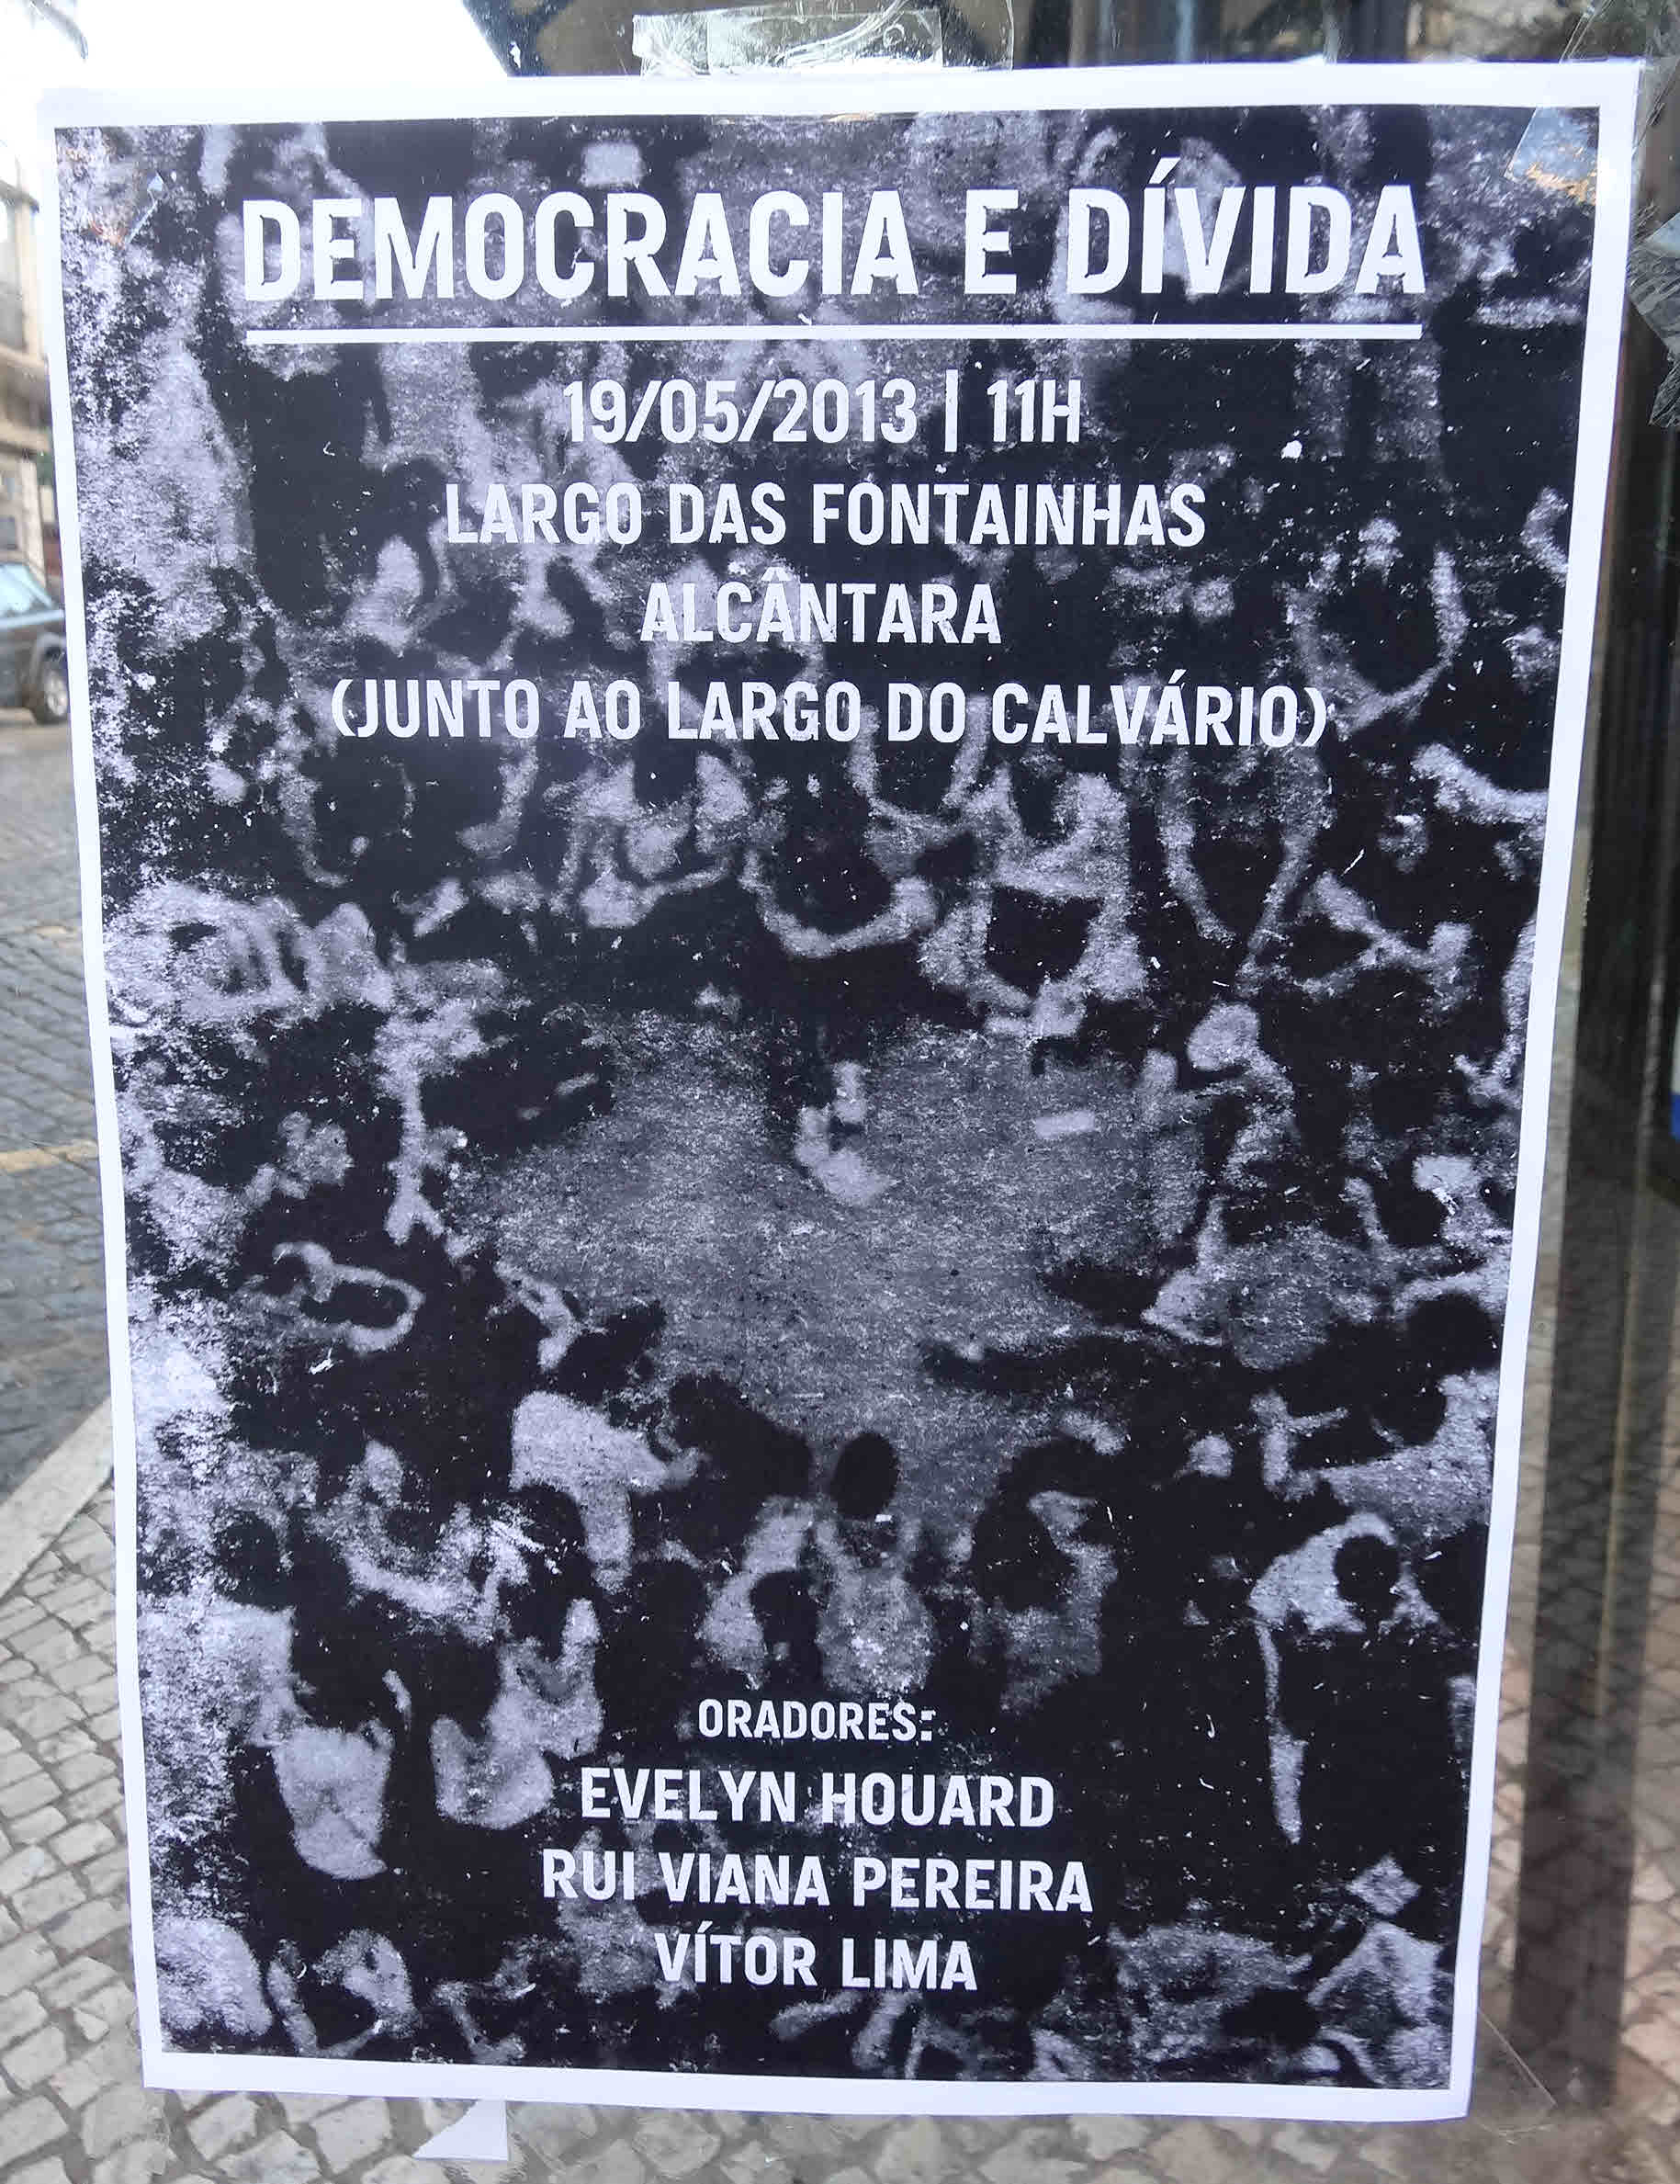 DEMOCRACIA E DÍVIDA
19/05/2013 | 11H
LARGO DAS FONTAINHAS
ALCÂNTARA
(JUNTO AO LARGO DO CALVÁRIO)
ORADORES:
EVELYN HOUARD
RUI VIANA PEREIRA
VÍTOR LIMA